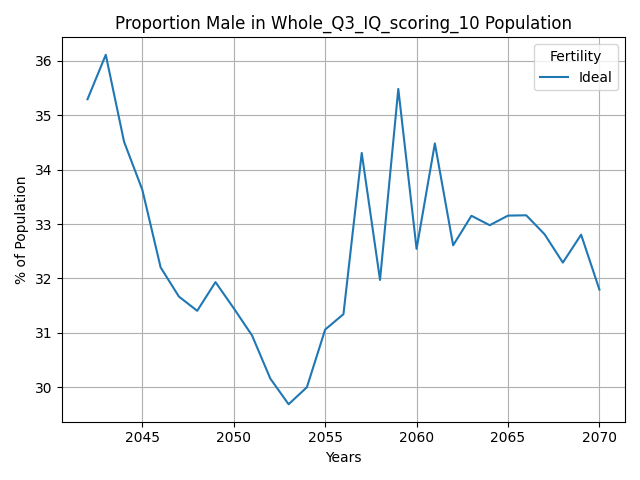 Proportion Male in Whole_Q3_IQ_scoring_10 Population
Fertility
Ideal
% of Population
36
35
34
33
32
31
30
2045 2050 2055 2060 2065 2070
Years